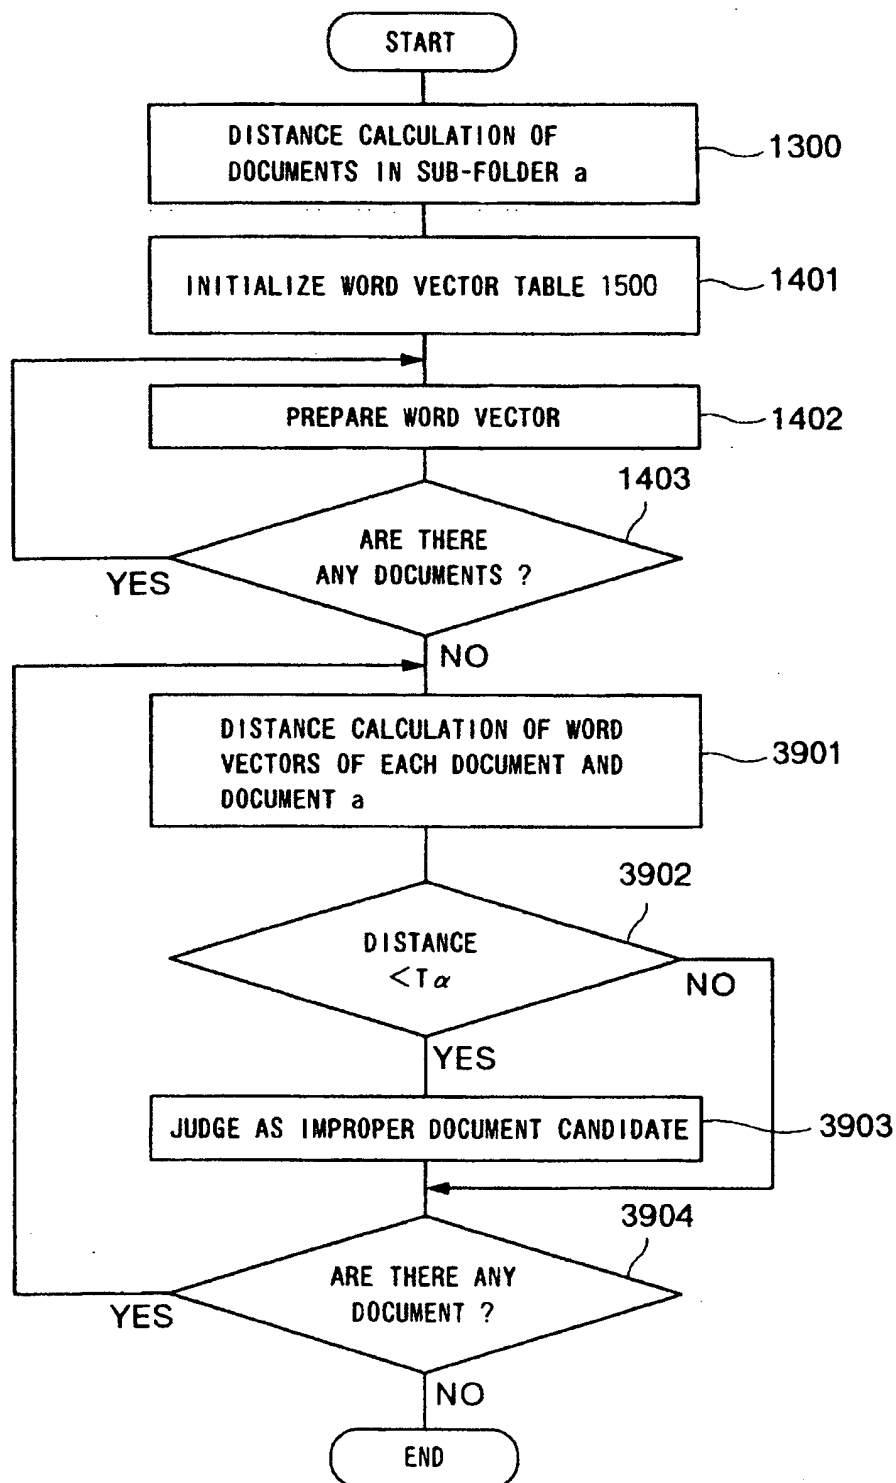 START
DISTANCE CALCULATION OF
DOCUMENTS IN SUB-FOLDER a
1300
INITIALIZE WORD VECTOR TABLE 1500
1401
PREPARE WORD VECTOR
1402
1403
ARE THERE
ANY DOCUMENTS ?
YES
NO
DISTANCE CALCULATION OF WORD
VECTORS OF EACH DOCUMENT AND
DOCUMENT a
3901
3902
DISTANCE
<Tα
NO
YES
JUDGE AS IMPROPER DOCUMENT CANDIDATE
3903
3904
ARE THERE ANY
DOCUMENT ?
YES
NO
END